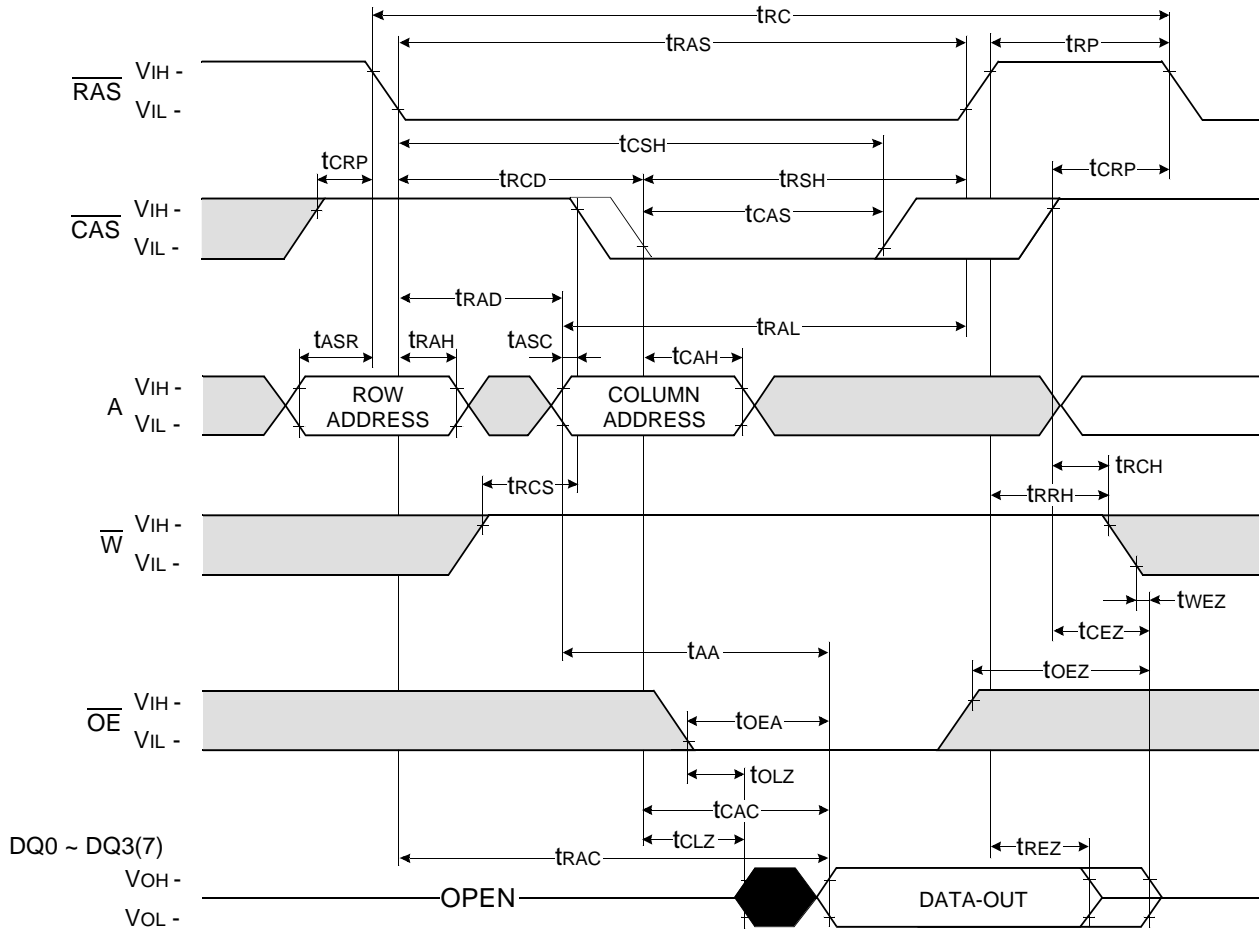 tRC
tRAS
tRP
RAS
VIH -
VIL -
tCSH
tCRP
tRCD
tRSH
tCRP
CAS
VIH -
VIL -
tCAS
tRAD
tRAL
tASR
tRAH
tASC
tCAH
A
VIH -
VIL -
ROW
ADDRESS
COLUMN
ADDRESS
tRCH
tRCS
tRRH
W
VIH -
VIL -
tWEZ
tCEZ
tAA
tOEZ
OE
VIH -
VIL -
tOEA
tOLZ
tCAC
DQ0 ~ DQ3(7)
tCLZ
tREZ
tRAC
VOH -
VOL -
OPEN
DATA-OUT